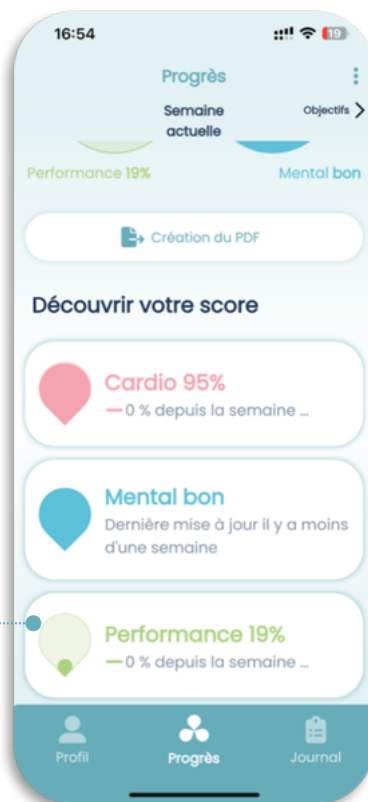 16:54
19
Progrès
Semaine
actuelle
Objectifs
Performance 19%
Mental bon
Création du PDF
Découvrir votre score
Cardio 95%
—0 % depuis la semaine ...
Mental bon
Dernière mise à jour il y a moins
d'une semaine
Performance 19%
—0 % depuis la semaine ...
Profil
Progrès
Journal